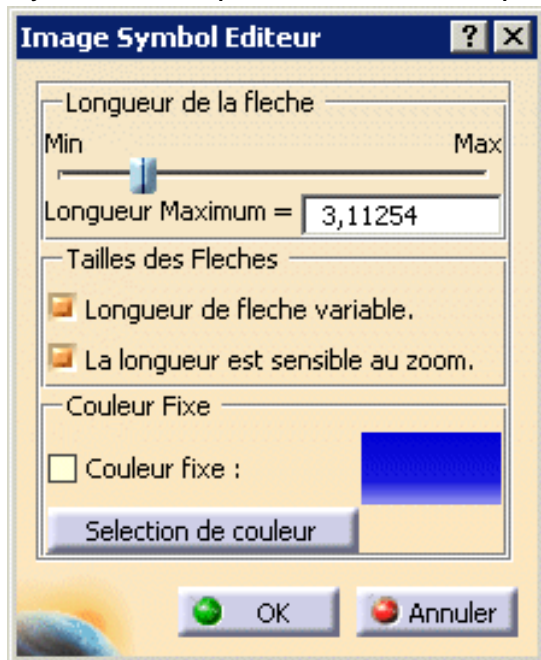 Image Symbol Editeur ? X
Longueur de la fleche
Min Max
Longueur Maximum = 3,11254
Tailles des Fleches
Longueur de fleche variable.
La longueur est sensible au zoom.
Couleur Fixe
Couleur fixe :
Selection de couleur
OK Annuler